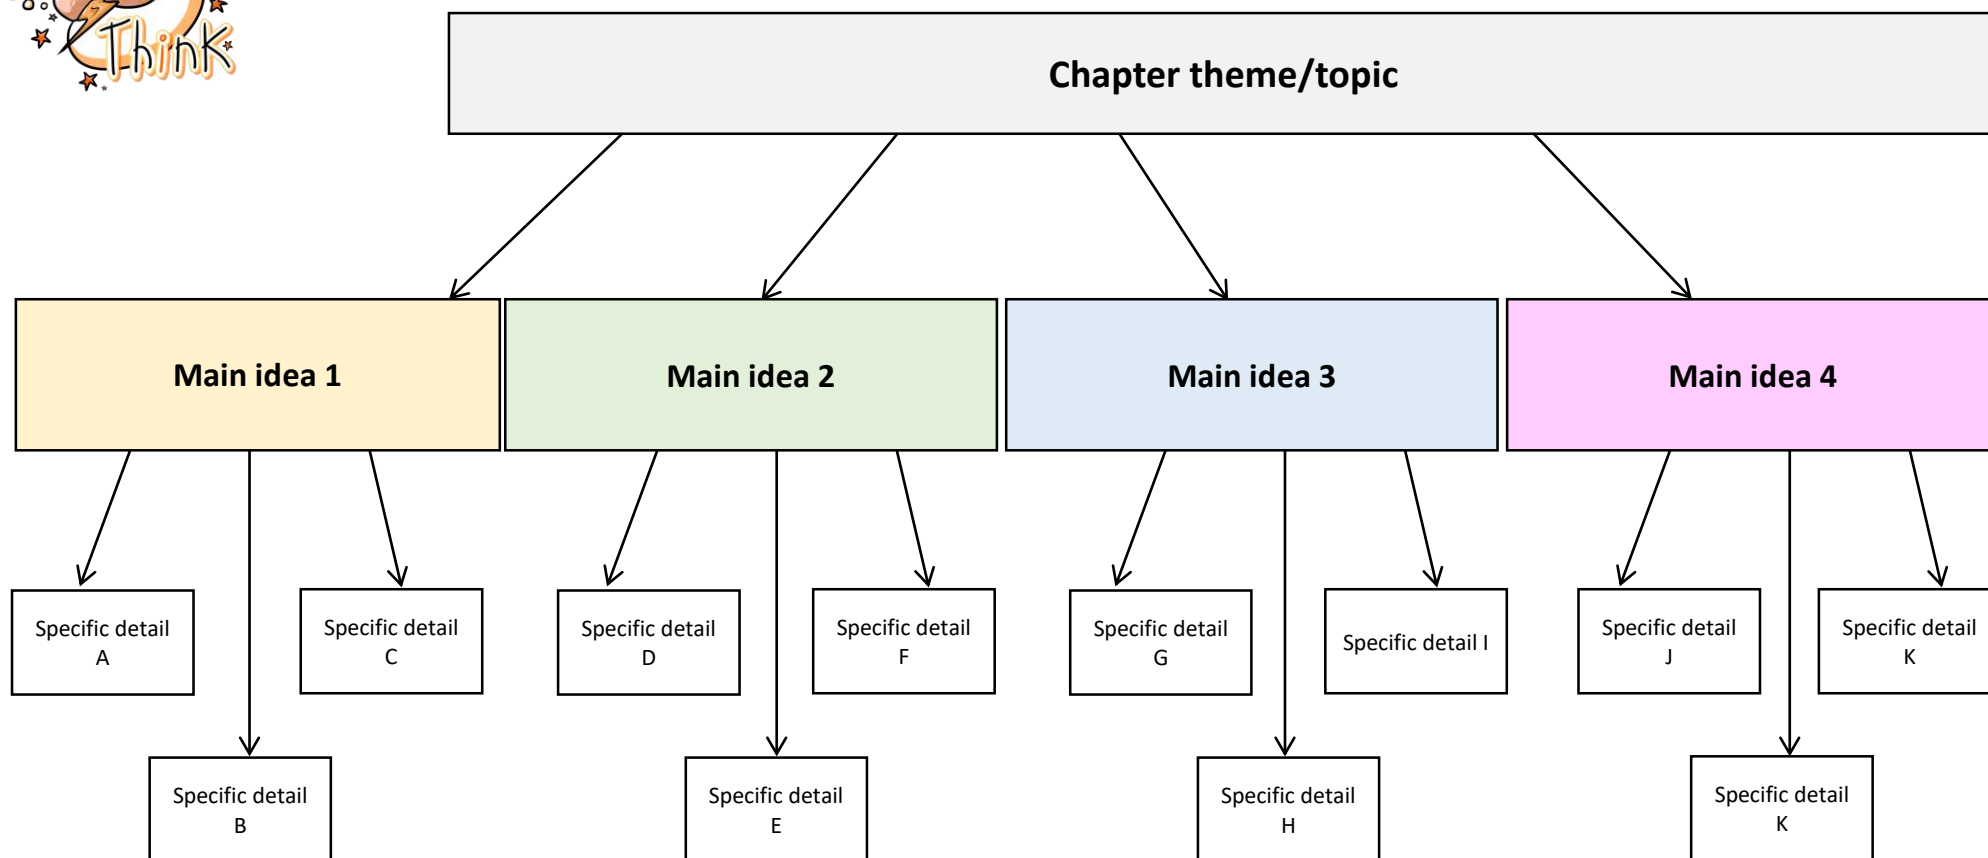 Think
Chapter theme/topic
Main idea 1
Main idea 2
Main idea 3
Main idea 4
Specific detail
A
Specific detail
C
Specific detail
D
Specific detail
F
Specific detail
G
Specific detail I
Specific detail
J
Specific detail
K
Specific detail
B
Specific detail
E
Specific detail
H
Specific detail
K